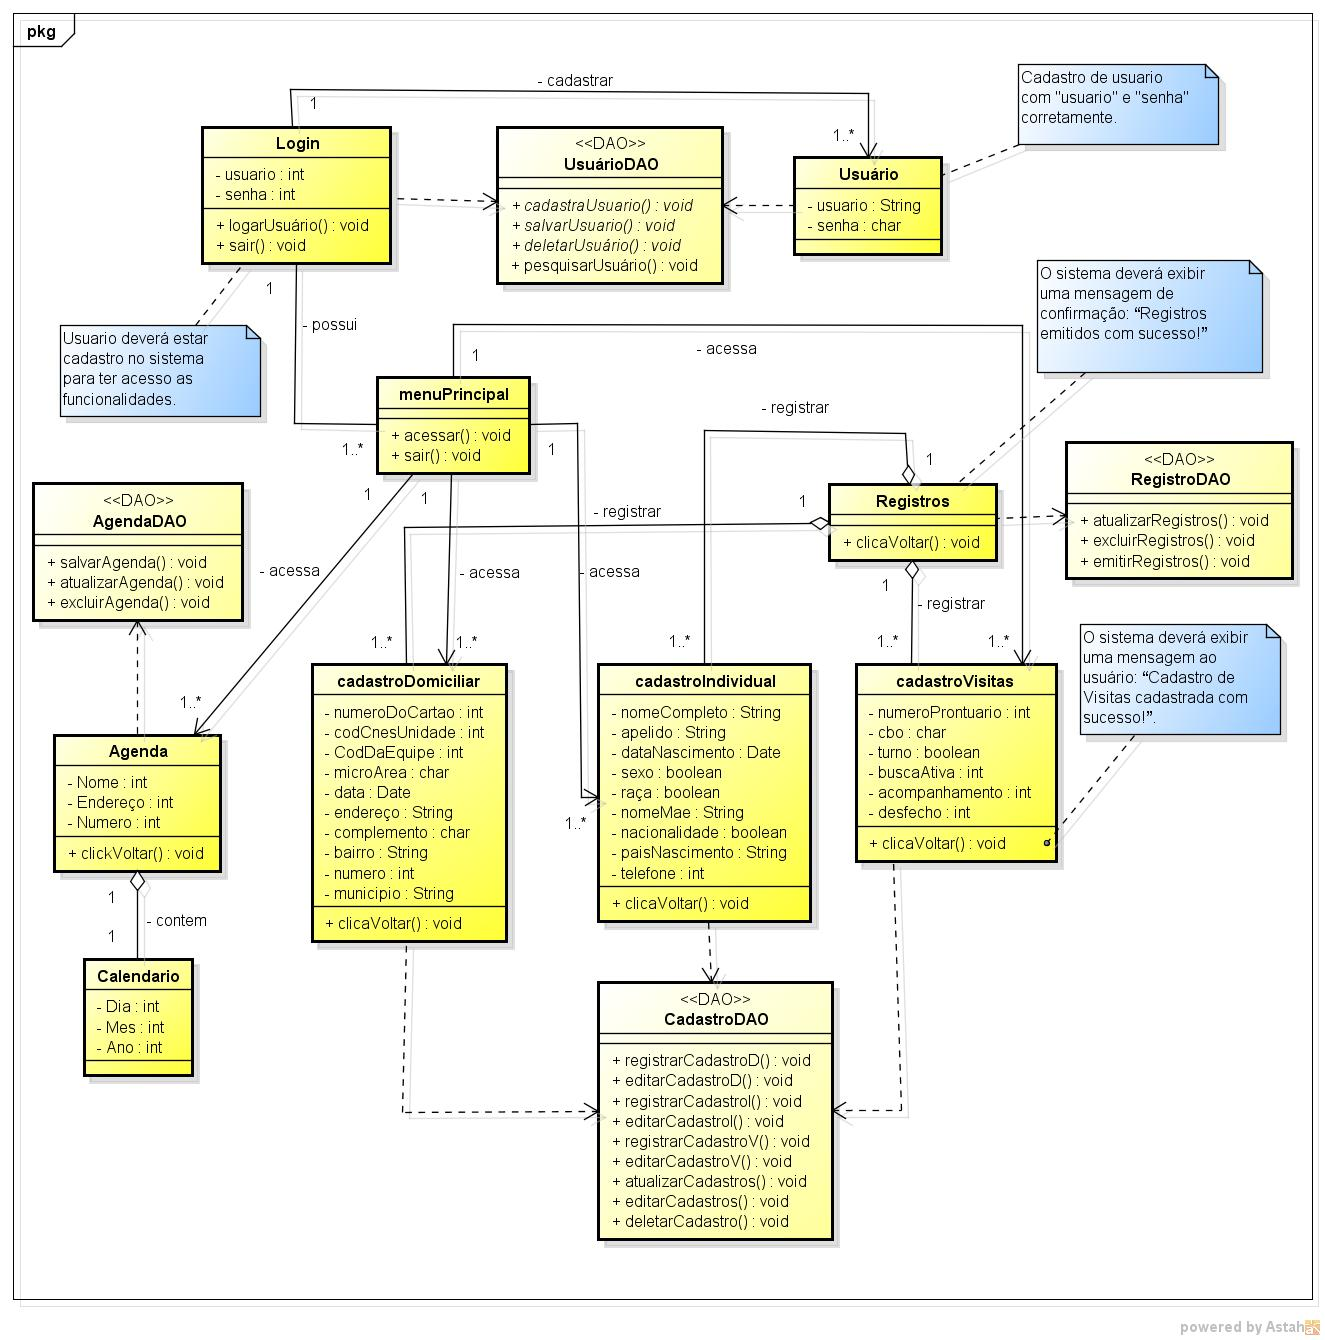 pkg
- cadastrar
1
1..*
Cadastro de usuario
com "usuario" e "senha"
corretamente.
Login
- usuario : int
- senha : int
+ logarUsuário() : void
+ sair() : void
<<DAO>>
UsuárioDAO
+ cadastraUsuario() : void
+ salvarUsuario() : void
+ deletarUsuário() : void
+ pesquisarUsuário() : void
Usuário
- usuario : String
- senha : char
1
- possui
1..*
Usuario deverá estar
cadastro no sistema
para ter acesso as
funcionalidades.
O sistema deverá exibir
uma mensagem de
confirmação: “Registros
emitidos com sucesso!”
1
- acessa
menuPrincipal
+ acessar() : void
+ sair() : void
1
- registrar
1
<<DAO>>
AgendaDAO
+ salvarAgenda() : void
+ atualizarAgenda() : void
+ excluirAgenda() : void
1
1
- registrar
1
Registros
+ clicaVoltar() : void
<<DAO>>
RegistroDAO
+ atualizarRegistros() : void
+ excluirRegistros() : void
+ emitirRegistros() : void
- acessa
- acessa
- acessa
1
- registrar
1..*
1..*
1..*
1..*
1..*
1..*
1..*
O sistema deverá exibir
uma mensagem ao
usuário: “Cadastro de
Visitas cadastrada com
sucesso!”.
Agenda
- Nome : int
- Endereço : int
- Numero : int
+ clickVoltar() : void
cadastroDomiciliar
- numeroDoCartao : int
- codCnesUnidade : int
- CodDaEquipe : int
- microArea : char
- data : Date
- endereço : String
- complemento : char
- bairro : String
- numero : int
- municipio : String
+ clicaVoltar() : void
cadastroIndividual
- nomeCompleto : String
- apelido : String
- dataNascimento : Date
- sexo : boolean
- raça : boolean
- nomeMae : String
- nacionalidade : boolean
- paisNascimento : String
- telefone : int
+ clicaVoltar() : void
cadastroVisitas
- numeroProntuario : int
- cbo : char
- turno : boolean
- buscaAtiva : int
- acompanhamento : int
- desfecho : int
+ clicaVoltar() : void
1
- contem
1
Calendario
- Dia : int
- Mes : int
- Ano : int
<<DAO>>
CadastroDAO
+ registrarCadastroD() : void
+ editarCadastroD() : void
+ registrarCadastroI() : void
+ editarCadastroI() : void
+ registrarCadastroV() : void
+ editarCadastroV() : void
+ atualizarCadastros() : void
+ editarCadastros() : void
+ deletarCadastro() : void
powered by Astah